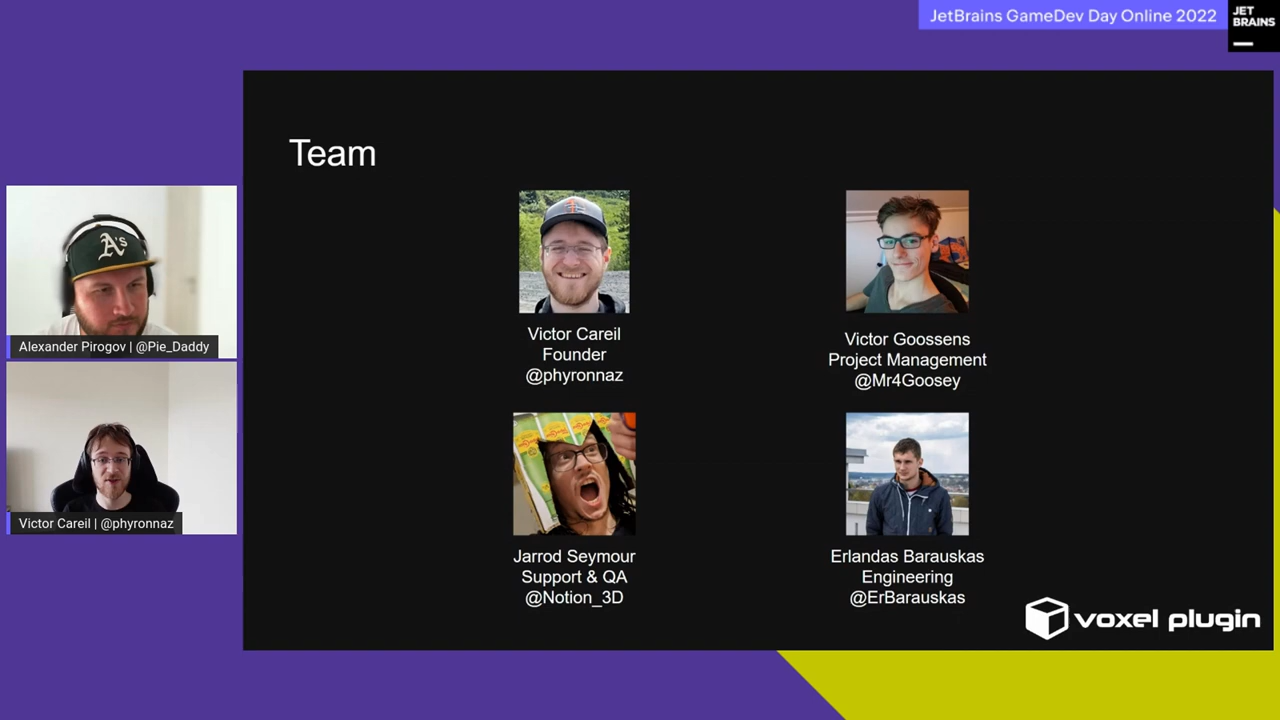 JetBrains GameDev Day Online 2022
JET
BRAINS
Team
A's
Alexander Pirogov | @Pie_Daddy
Victor Careil | @phyronnaz
Victor Careil
Founder
@phyronnaz
Victor Goossens
Project Management
@Mr4Goosey
Jarrod Seymour
Support & QA
@Notion_3D
Erlandas Barauskas
Engineering
@ErBarauskas
voxel plugin